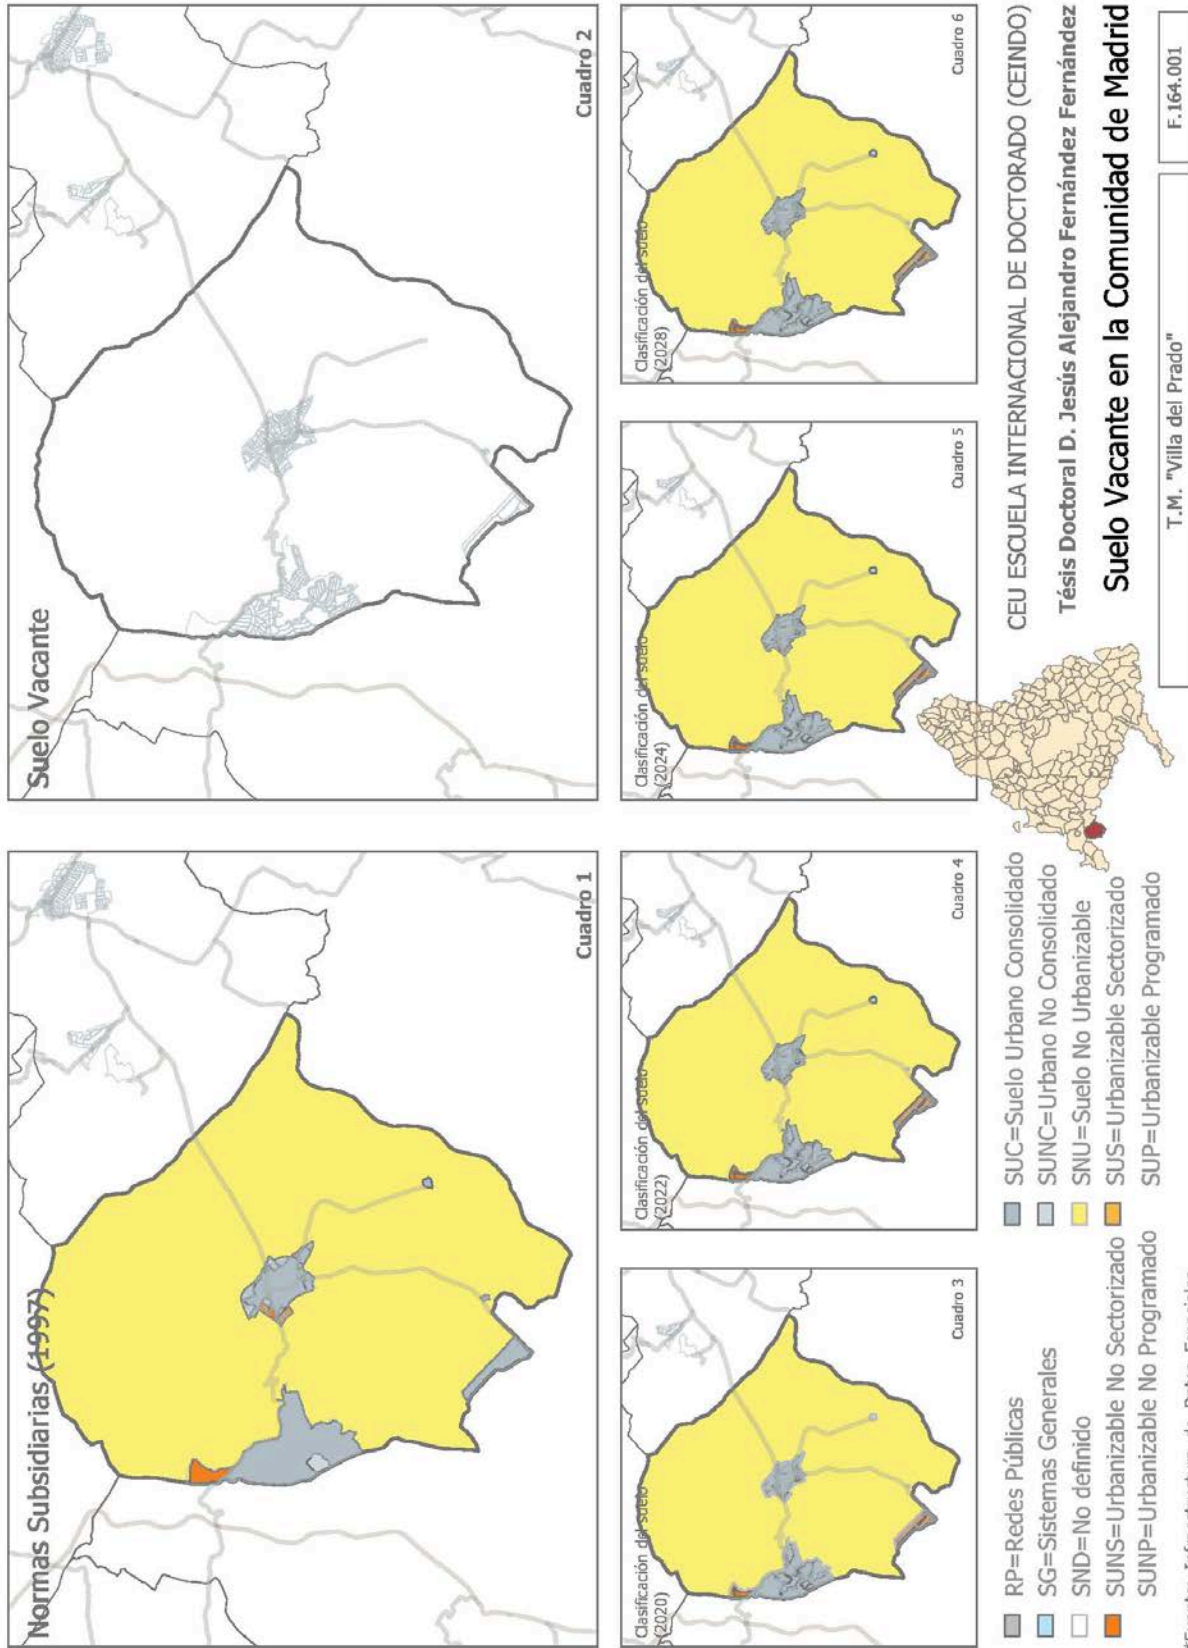 Normas Subsidiarias (1997)
Cuadro 1
Suelo Vacante
Cuadro 2
Clasificación del suelo
(2020)
Cuadro 3
Clasificación del suelo
(2022)
Cuadro 4
Clasificación del suelo
(2024)
Cuadro 5
Clasificación del suelo
(2028)
Cuadro 6
RP=Redes Públicas
SG=Sistemas Generales
SND=No definido
SUNS=Urbanizable No Sectorizado
SUNP=Urbanizable No Programado
SUC=Suelo Urbano Consolidado
SUNC=Urbano No Consolidado
SNU=Suelo No Urbanizable
SUS=Urbanizable Sectorizado
SUP=Urbanizable Programado
CEU ESCUELA INTERNACIONAL DE DOCTORADO (CEINDO)
Tésis Doctoral D. Jesús Alejandro Fernández Fernández
Suelo Vacante en la Comunidad de Madrid
T.M. "Villa del Prado"
F.164.001